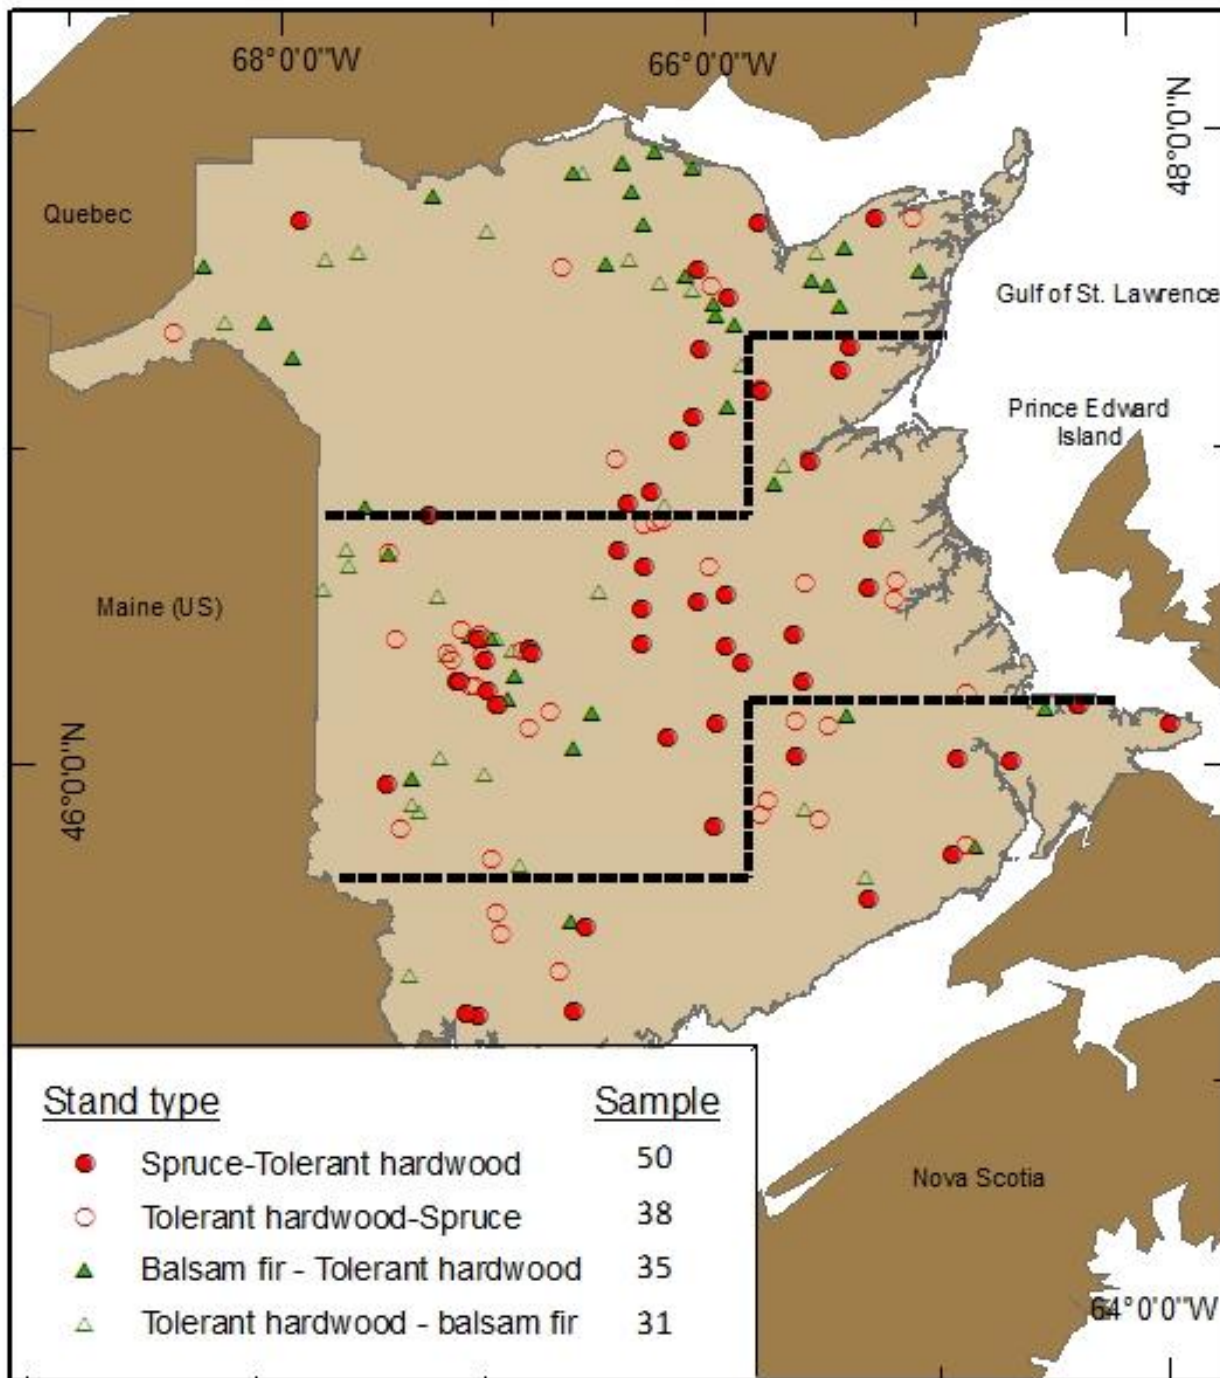 68°0'0"W
66°0'0"W
48°0'0"N
Quebec
Gulf of St. Lawrence
Prince Edward
Island
Maine (US)
46°0'0"N
Stand type Sample
Spruce-Tolerant hardwood 50
Tolerant hardwood-Spruce 38
Balsam fir - Tolerant hardwood 35
Tolerant hardwood - balsam fir 31
Nova Scotia
64°0'0"W